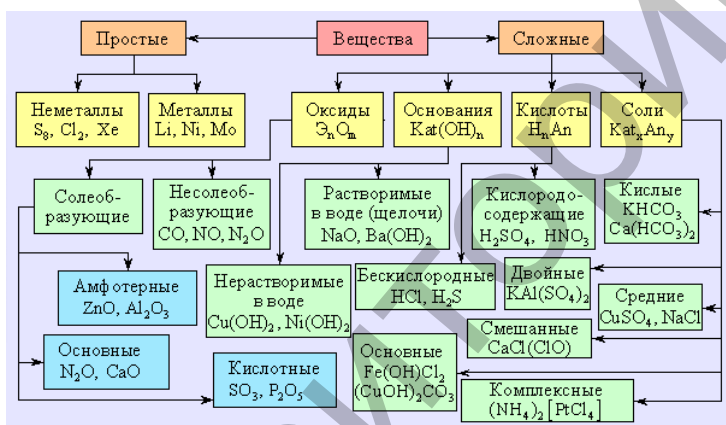 Простые
Вещества
Сложные
Неметаллы
S₈, Cl₂, Xe
Металлы
Li, Ni, Mo
Оксиды
ЭₙOₘ
Основания
Kat(OH)ₙ
Кислоты
HₙAn
Соли
KatₓAnᵧ
Солеоб-
разующие
Несолеоб-
разующие
CO, NO, N₂O
Растворимые
в воде (щелочи)
NaO, Ba(OH)₂
Кислородо-
содержащие
H₂SO₄, HNO₃
Кислые
KHCO₃
Ca(HCO₃)₂
Амфотерные
ZnO, Al₂O₃
Нерастворимые
в воде
Cu(OH)₂, Ni(OH)₂
Бескислородные
HCl, H₂S
Двойные
KAl(SO₄)₂
Средние
CuSO₄, NaCl
Смешанные
CaCl(ClO)
Основные
N₂O, CaO
Кислотные
SO₃, P₂O₅
Основные
Fe(OH)Cl₂
(CuOH)₂CO₃
Комплексные
(NH₄)₂[PtCl₄]